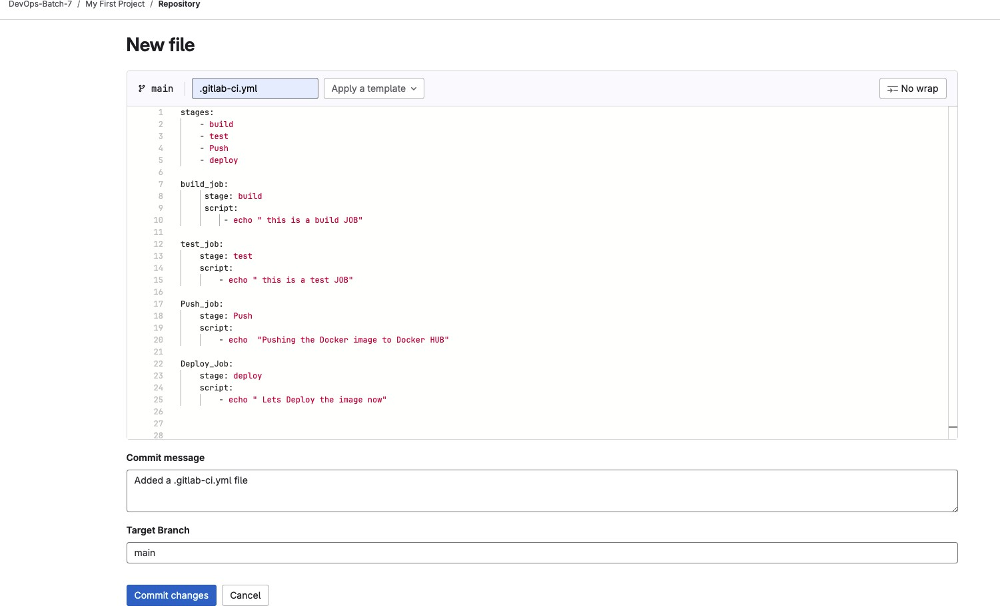 DevOps-Batch-7 / My First Project / Repository
New file
main .gitlab-ci.yml Apply a template No wrap
1 stages:
2     - build
3     - test
4     - Push
5     - deploy
6
7 build_job:
8      stage: build
9      script:
10          - echo " this is a build JOB"
11
12 test_job:
13     stage: test
14     script:
15         - echo " this is a test JOB"
16
17 Push_job:
18     stage: Push
19     script:
20         - echo  "Pushing the Docker image to Docker HUB"
21
22 Deploy_Job:
23     stage: deploy
24     script:
25         - echo " Lets Deploy the image now"
26
27
28
Commit message
Added a .gitlab-ci.yml file
Target Branch
main
Commit changes Cancel